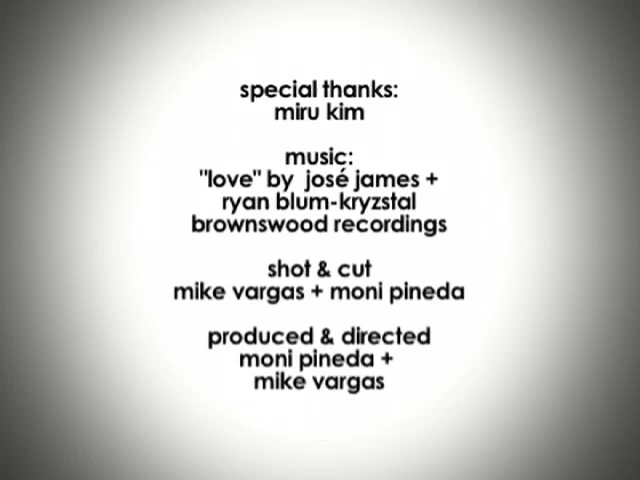 special thanks:
miru kim
music:
"love" by josé james +
ryan blum-kryzstal
brownswood recordings
shot & cut
mike vargas + moni pineda
produced & directed
moni pineda +
mike vargas